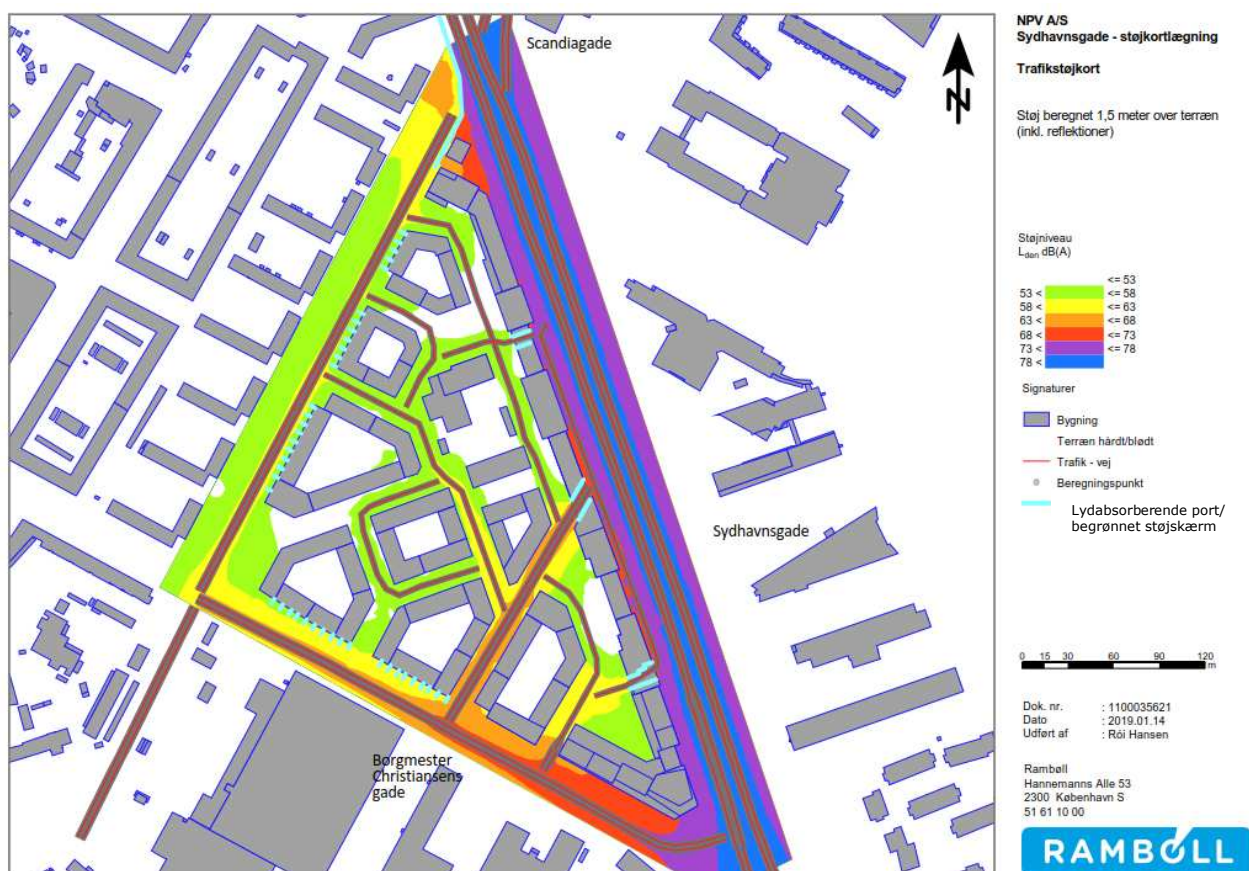 NPV A/S
Sydhavnsgade - støjkortlægning
Trafikstøjkort
Støj beregnet 1,5 meter over terræn
(inkl. reflektioner)
Scandiagade
N
Støjniveau
Lden dB(A)
<= 53
53 < <= 58
58 < <= 63
63 < <= 68
68 < <= 73
73 < <= 78
78 <
Signaturer
Bygning
Terræn hårdt/blødt
Trafik - vej
Beregningspunkt
Lydabsorberende port/
begrønnet støjskærm
Sydhavnsgade
Borgmester
Christiansens
gade
0 15 30 60 90 120
m
Dok. nr. : 1100035621
Dato : 2019.01.14
Udført af : Rói Hansen
Rambøll
Hannemanns Alle 53
2300 København S
51 61 10 00
RAMBOLL